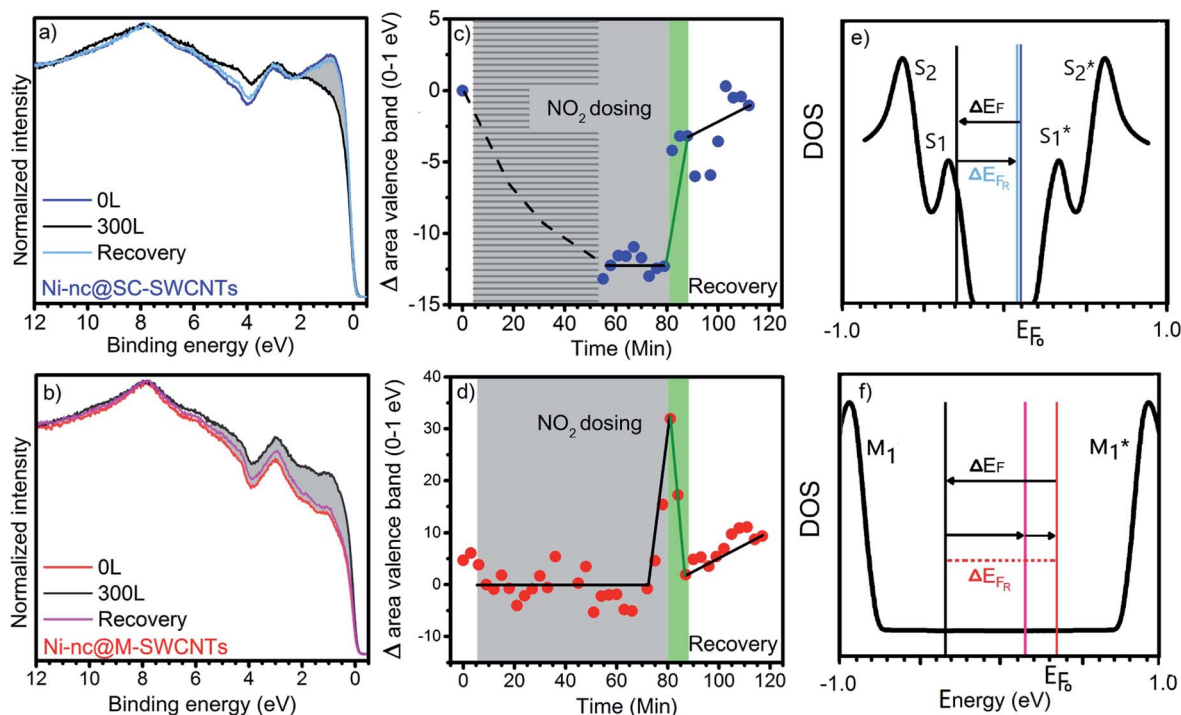 a)
Normalized intensity
0L
300L
Recovery
Ni-nc@SC-SWCNTs
12 10 8 6 4 2 0
Binding energy (eV)
c)
Δ area valence band (0-1 eV)
5
0
-5
-10
-15
NO2 dosing
Recovery
0 20 40 60 80 100 120
Time (Min)
e)
DOS
S2
S1
S1*
S2*
ΔEF
ΔEFR
-1.0 EF0 1.0
b)
Normalized intensity
0L
300L
Recovery
Ni-nc@M-SWCNTs
12 10 8 6 4 2 0
Binding energy (eV)
d)
Δ area valence band (0-1 eV)
40
30
20
10
0
-10
NO2 dosing
Recovery
0 20 40 60 80 100 120
Time (Min)
f)
DOS
M1
M1*
ΔEF
ΔEFR
-1.0 EF0 1.0
Energy (eV)